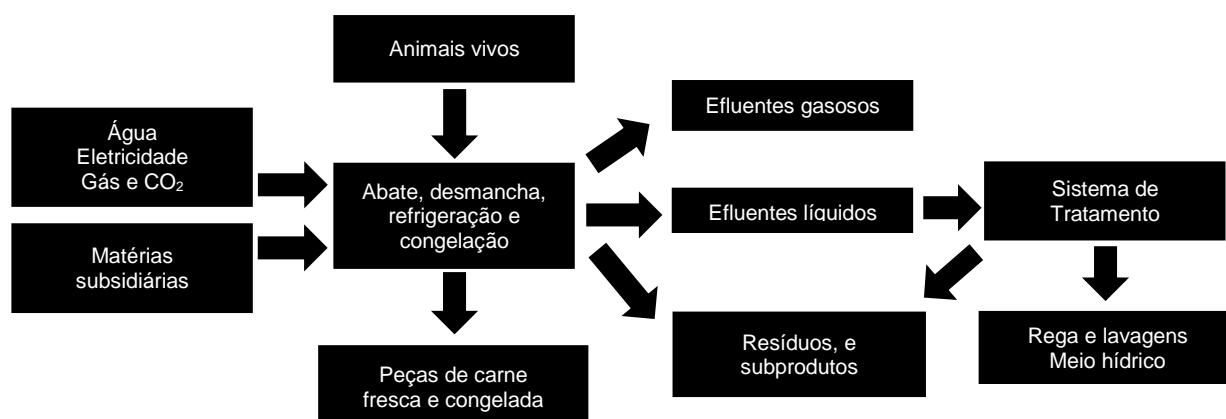 Animais vivos
Água
Eletricidade
Gás e CO₂
Matérias
subsidiárias
Abate, desmancha,
refrigeração e
congelação
Peças de carne
fresca e congelada
Efluentes gasosos
Efluentes líquidos
Resíduos, e
subprodutos
Sistema de
Tratamento
Rega e lavagens
Meio hídrico